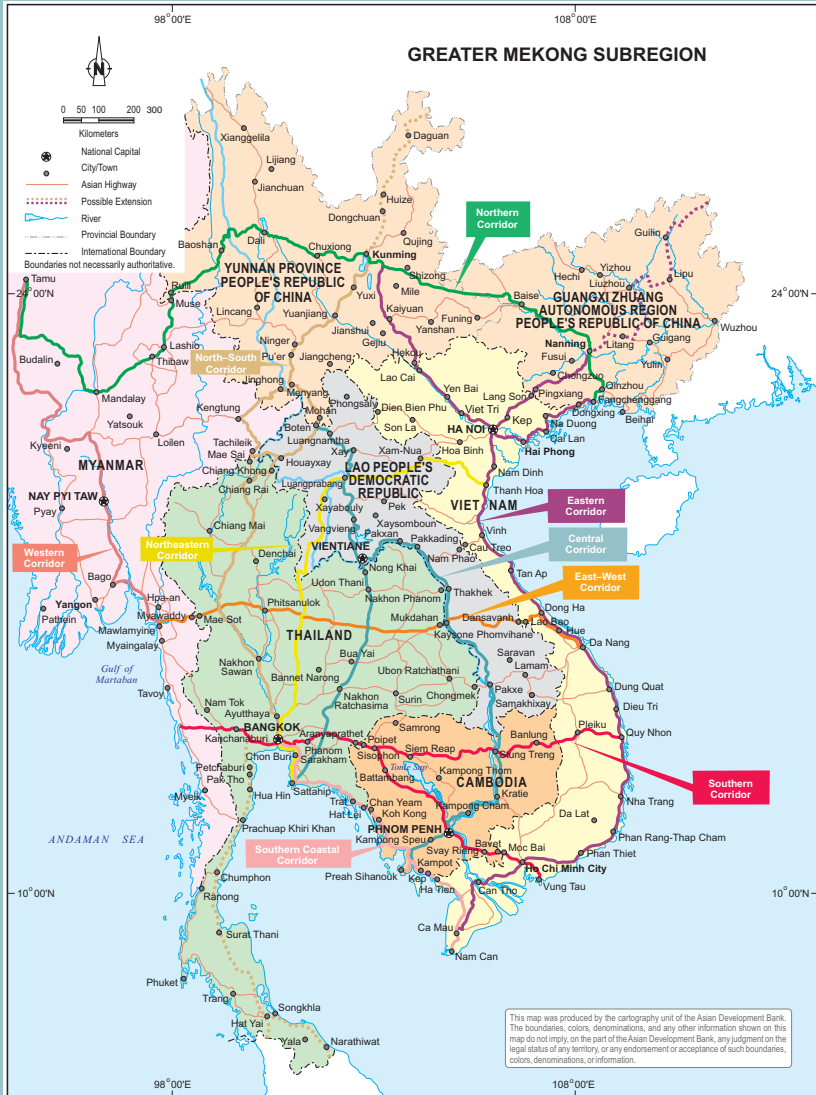 98°00'E
108°00'E
GREATER MEKONG SUBREGION
N
0 50 100 200 300
Kilometers
National Capital
City/Town
Asian Highway
Possible Extension
River
Provincial Boundary
International Boundary
Boundaries not necessarily authoritative.
Daguan
Xianggelila
Lijiang
Jianchuan
Huize
Dongchuan
Northern
Corridor
Guilin
Dali
Baoshan
Chuxiong
Qujing
Kunming
Shizong
Hechi
Yizhou
Liuzhou
Lipu
Tamu
24°00'N
24°00'N
YUNNAN PROVINCE
PEOPLE'S REPUBLIC
OF CHINA
Ruili
Muse
Yuxi
Mile
Baise
GUANGXI ZHUANG
AUTONOMOUS REGION
PEOPLE'S REPUBLIC OF CHINA
Wuzhou
Lincang
Yuanjiang
Kaiyuan
Funing
Yanshan
Jianshui
Gejiu
Nanning
Litang
Guigang
Lashio
Thibaw
Budalin
Ninger
Pu'er
Jiangcheng
Hekou
Fusui
Yulin
North–South
Corridor
Lao Cai
Chongzuo
Jinghong
Menyang
Yen Bai
Lang Son
Pingxiang
Qinzhou
Mandalay
Kengtung
Mohan
Phongsaly
Dien Bien Phu
Viet Tri
Dongxing
Fangchenggang
Beihai
Yatsouk
Boten
Son La
HA NOI
Kep
Na Duong
Cai Lan
Kyeeni
Loilen
Tachileik
Mae Sai
Luangnamtha
Xay
Xam-Nua
Hoa Binh
Hai Phong
MYANMAR
Chiang Khong
Houayxay
LAO PEOPLE'S
DEMOCRATIC
REPUBLIC
Nam Dinh
Chiang Rai
Luangprabang
Thanh Hoa
NAY PYI TAW
Pyay
Xayabouly
Pek
VIET NAM
Eastern
Corridor
Chiang Mai
Vangvieng
Xaysomboun
Vinh
Pakxan
Pakkading
Central
Corridor
Northeastern
Corridor
VIENTIANE
Cau Treo
Western
Corridor
Denchai
Nong Khai
Nam Phao
Tan Ap
East–West
Corridor
Bago
Udon Thani
Thakhek
Hpa-an
Yangon
Phitsanulok
Nakhon Phanom
Dong Ha
Pathein
Myawaddy
Mae Sot
Mukdahan
Dansavanh
Lao Bao
Hue
Mawlamying
THAILAND
Kaysone Phomvihane
Da Nang
Myaingalay
Saravan
Gulf of
Martaban
Nakhon
Sawan
Bua Yai
Lamam
Bannet Narong
Ubon Ratchathani
Tavoy
Pakxe
Dung Quat
Nam Tok
Nakhon
Ratchasima
Surin
Chongmek
Samakhixay
Dieu Tri
Ayutthaya
Samrong
Pleiku
BANGKOK
Aranyaprathet
Banlung
Quy Nhon
Kanchanaburi
Phanom
Sarakham
Poipet
Sisophon
Siem Reap
Stung Treng
Chon Buri
Petchaburi
Pak Tho
Tonle Sap
Battambang
Kampong Thom
CAMBODIA
Southern
Corridor
Myeik
Hua Hin
Sattahip
Kratie
Trat
Hat Lei
Chan Yeam
Koh Kong
Kampong Cham
Nha Trang
Da Lat
ANDAMAN SEA
Prachuap Khiri Khan
PHNOM PENH
Southern Coastal
Corridor
Kampong Speu
Svay Rieng
Bavet
Moc Bai
Phan Rang-Thap Cham
Kampot
Phan Thiet
Chumphon
Preah Sihanouk
Kep
Ha Tien
Ho Chi Minh City
Vung Tau
10°00'N
10°00'N
Ranong
Can Tho
Surat Thani
Ca Mau
Nam Can
Phuket
Trang
Songkhla
Hat Yai
Yala
Narathiwat
This map was produced by the cartography unit of the Asian Development Bank.
The boundaries, colors, denominations, and any other information shown on this
map do not imply, on the part of the Asian Development Bank, any judgment on the
legal status of any territory, or any endorsement or acceptance of such boundaries,
colors, denominations, or information.
98°00'E
108°00'E